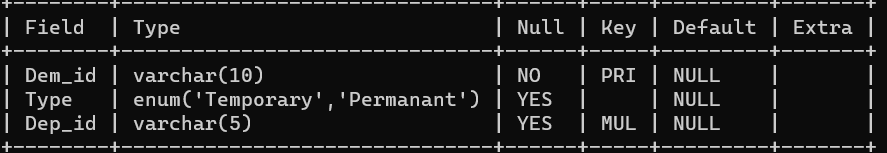 +--------+-------------------------------+------+-----+---------+-------+
| Field  | Type                          | Null | Key | Default | Extra |
+--------+-------------------------------+------+-----+---------+-------+
| Dem_id | varchar(10)                   | NO   | PRI | NULL    |       |
| Type   | enum('Temporary','Permanant') | YES  |     | NULL    |       |
| Dep_id | varchar(5)                    | YES  | MUL | NULL    |       |
+--------+-------------------------------+------+-----+---------+-------+